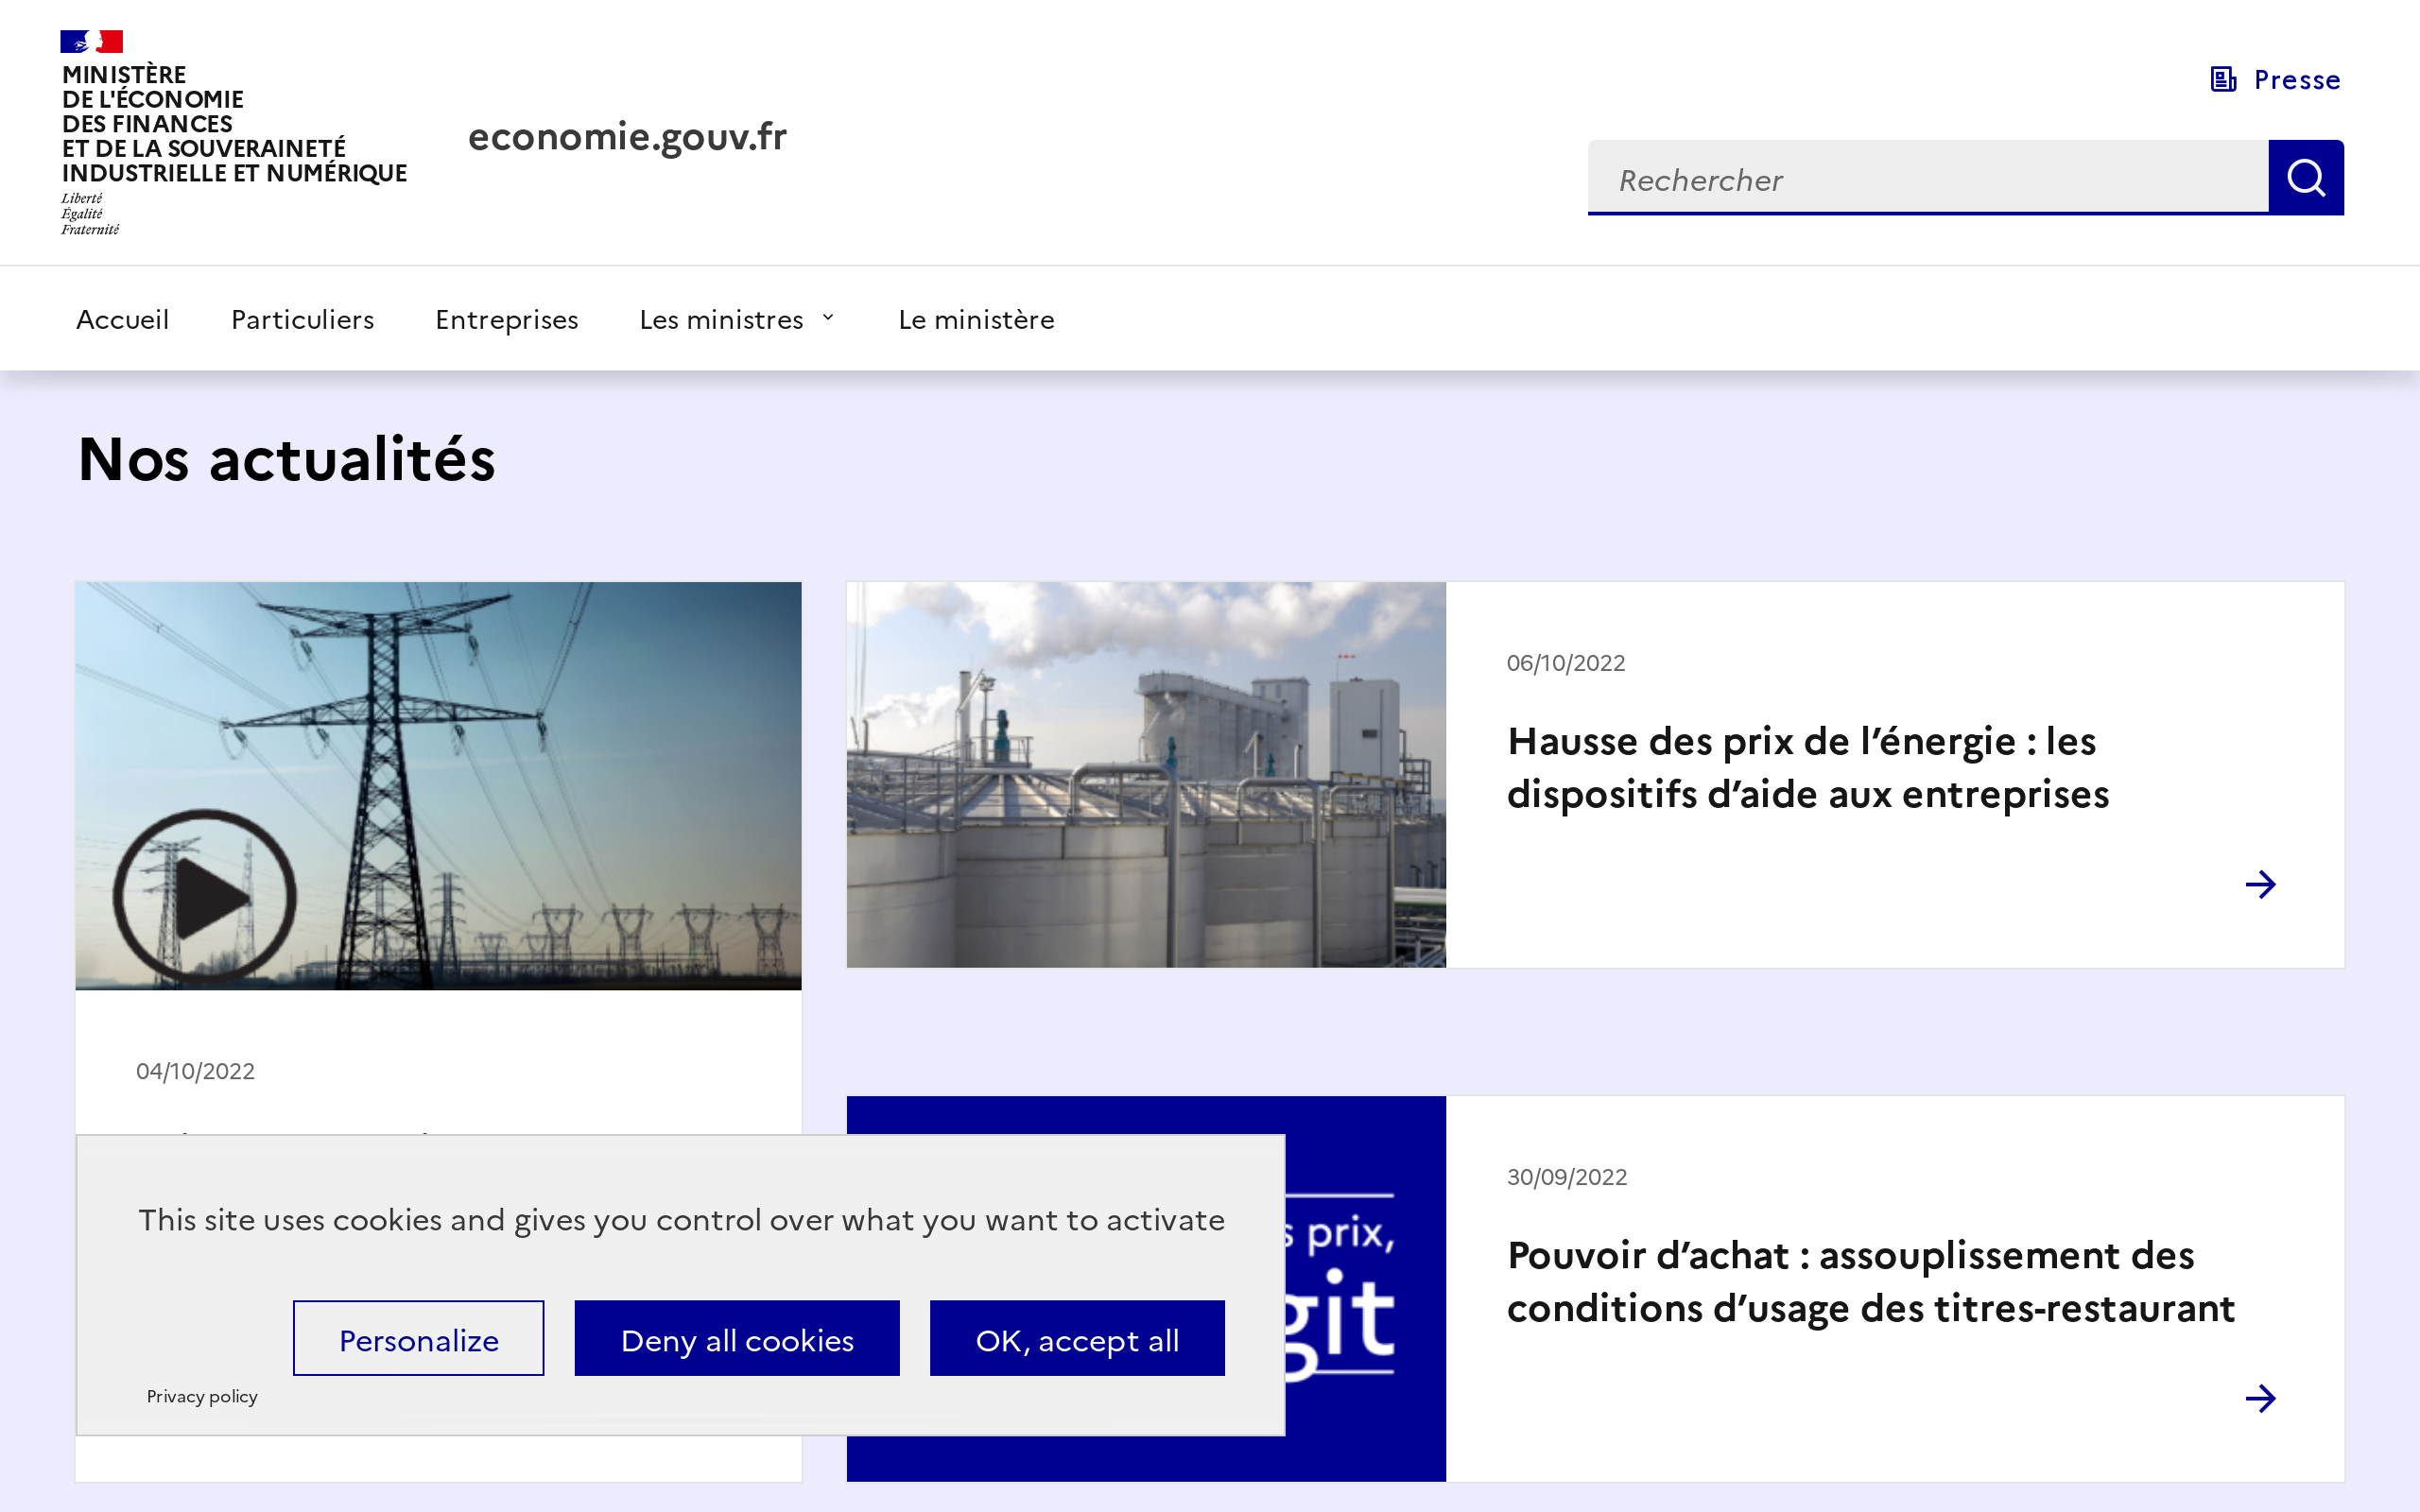 MINISTÈRE
DE L'ÉCONOMIE
DES FINANCES
ET DE LA SOUVERAINETÉ
INDUSTRIELLE ET NUMÉRIQUE
Liberté
Égalité
Fraternité
economie.gouv.fr
Presse
Rechercher
Accueil
Particuliers
Entreprises
Les ministres
Le ministère
Nos actualités
06/10/2022
Hausse des prix de l’énergie : les
dispositifs d’aide aux entreprises
04/10/2022
30/09/2022
Pouvoir d’achat : assouplissement des
conditions d’usage des titres-restaurant
prix,
This site uses cookies and gives you control over what you want to activate
Personalize
Deny all cookies
OK, accept all
Privacy policy